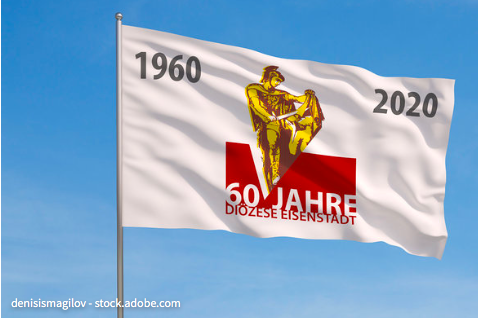 1960
2020
60 JAHRE
DIÖZESE EISENSTADT
denisismagilov - stock.adobe.com